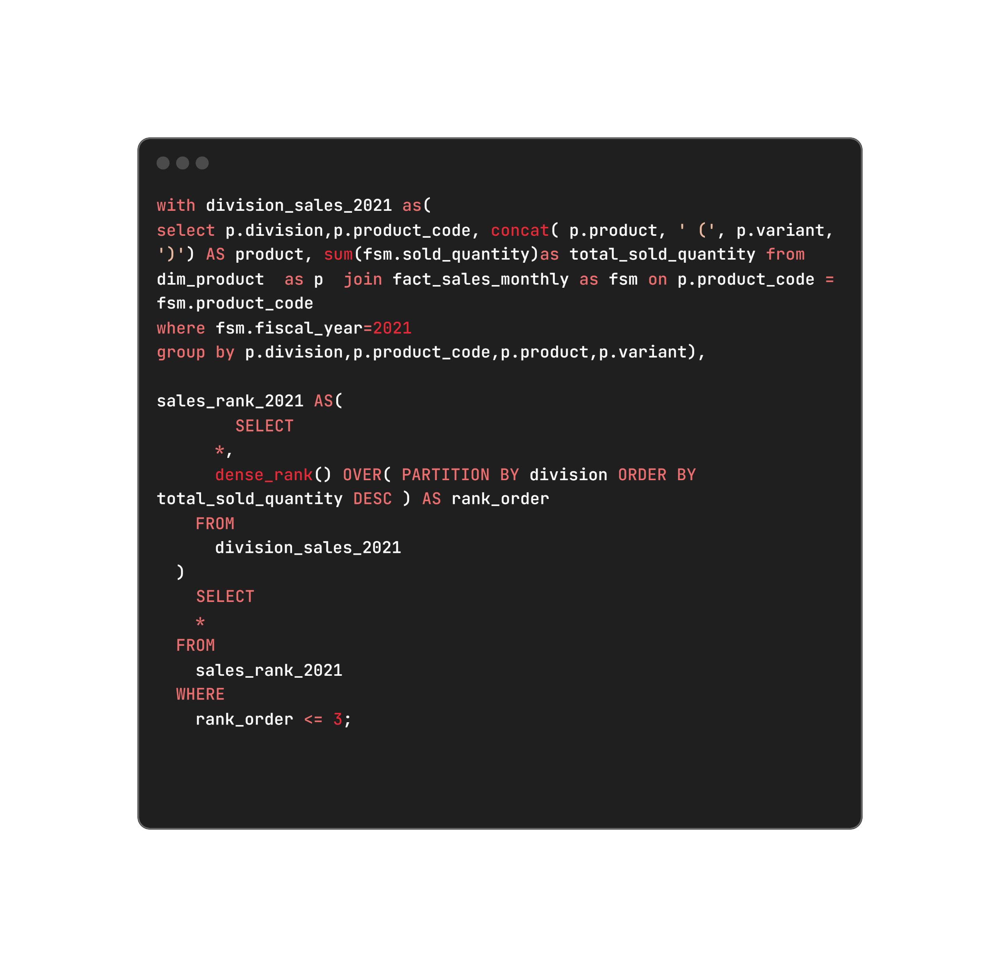 with division_sales_2021 as(
select p.division,p.product_code, concat( p.product, ' (', p.variant,
')') AS product, sum(fsm.sold_quantity)as total_sold_quantity from
dim_product  as p  join fact_sales_monthly as fsm on p.product_code =
fsm.product_code
where fsm.fiscal_year=2021
group by p.division,p.product_code,p.product,p.variant),

sales_rank_2021 AS(
        SELECT
      *,
      dense_rank() OVER( PARTITION BY division ORDER BY
total_sold_quantity DESC ) AS rank_order
    FROM
      division_sales_2021
  )
    SELECT
    *
  FROM
    sales_rank_2021
  WHERE
    rank_order <= 3;